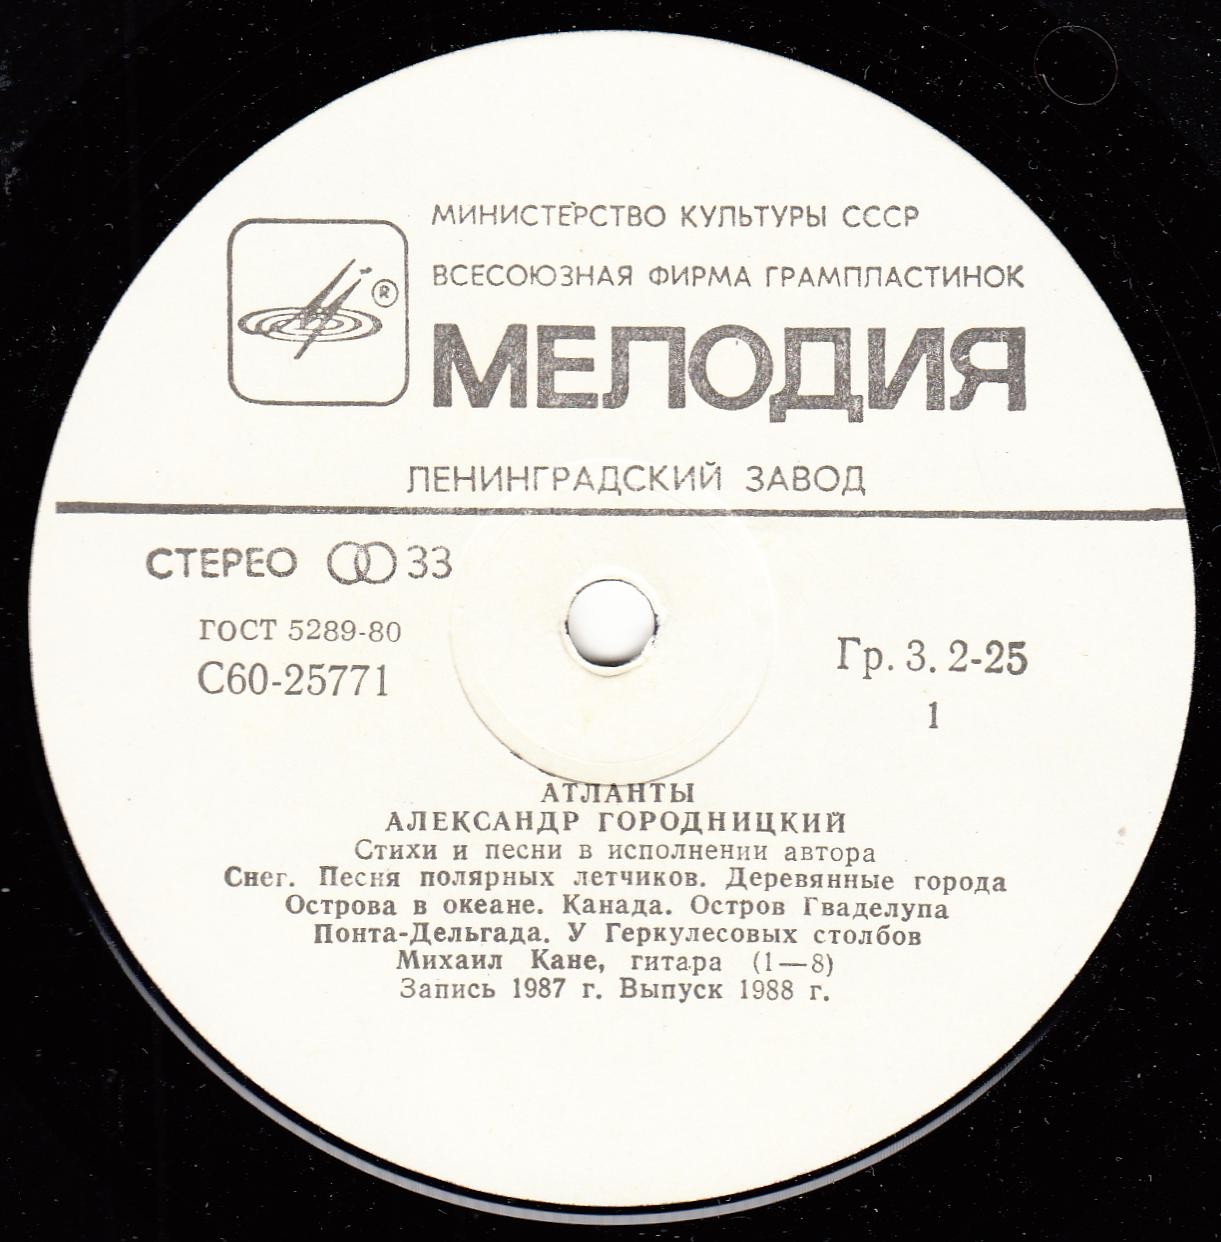 МИНИСТЕРСТВО КУЛЬТУРЫ СССР
ВСЕСОЮЗНАЯ ФИРМА ГРАМПЛАСТИНОК
®
МЕЛОДИЯ
ЛЕНИНГРАДСКИЙ ЗАВОД
СТЕРЕО 33
ГОСТ 5289-80
С60-25771
Гр. 3. 2-25
1
АТЛАНТЫ
АЛЕКСАНДР ГОРОДНИЦКИЙ
Стихи и песни в исполнении автора
Снег. Песня полярных летчиков. Деревянные города
Острова в океане. Канада. Остров Гваделупа
Понта-Дельгада. У Геркулесовых столбов
Михаил Кане, гитара (1—8)
Запись 1987 г. Выпуск 1988 г.